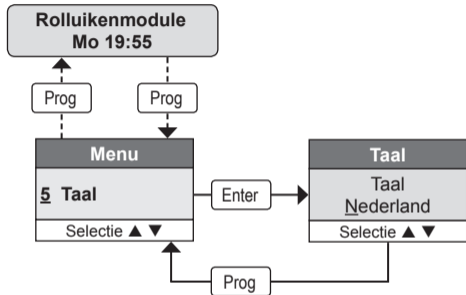 Rolluikenmodule
Mo 19:55
Prog
Prog
Menu
5 Taal
Selectie ▲ ▼
Enter
Taal
Taal
Nederland
Selectie ▲ ▼
Prog